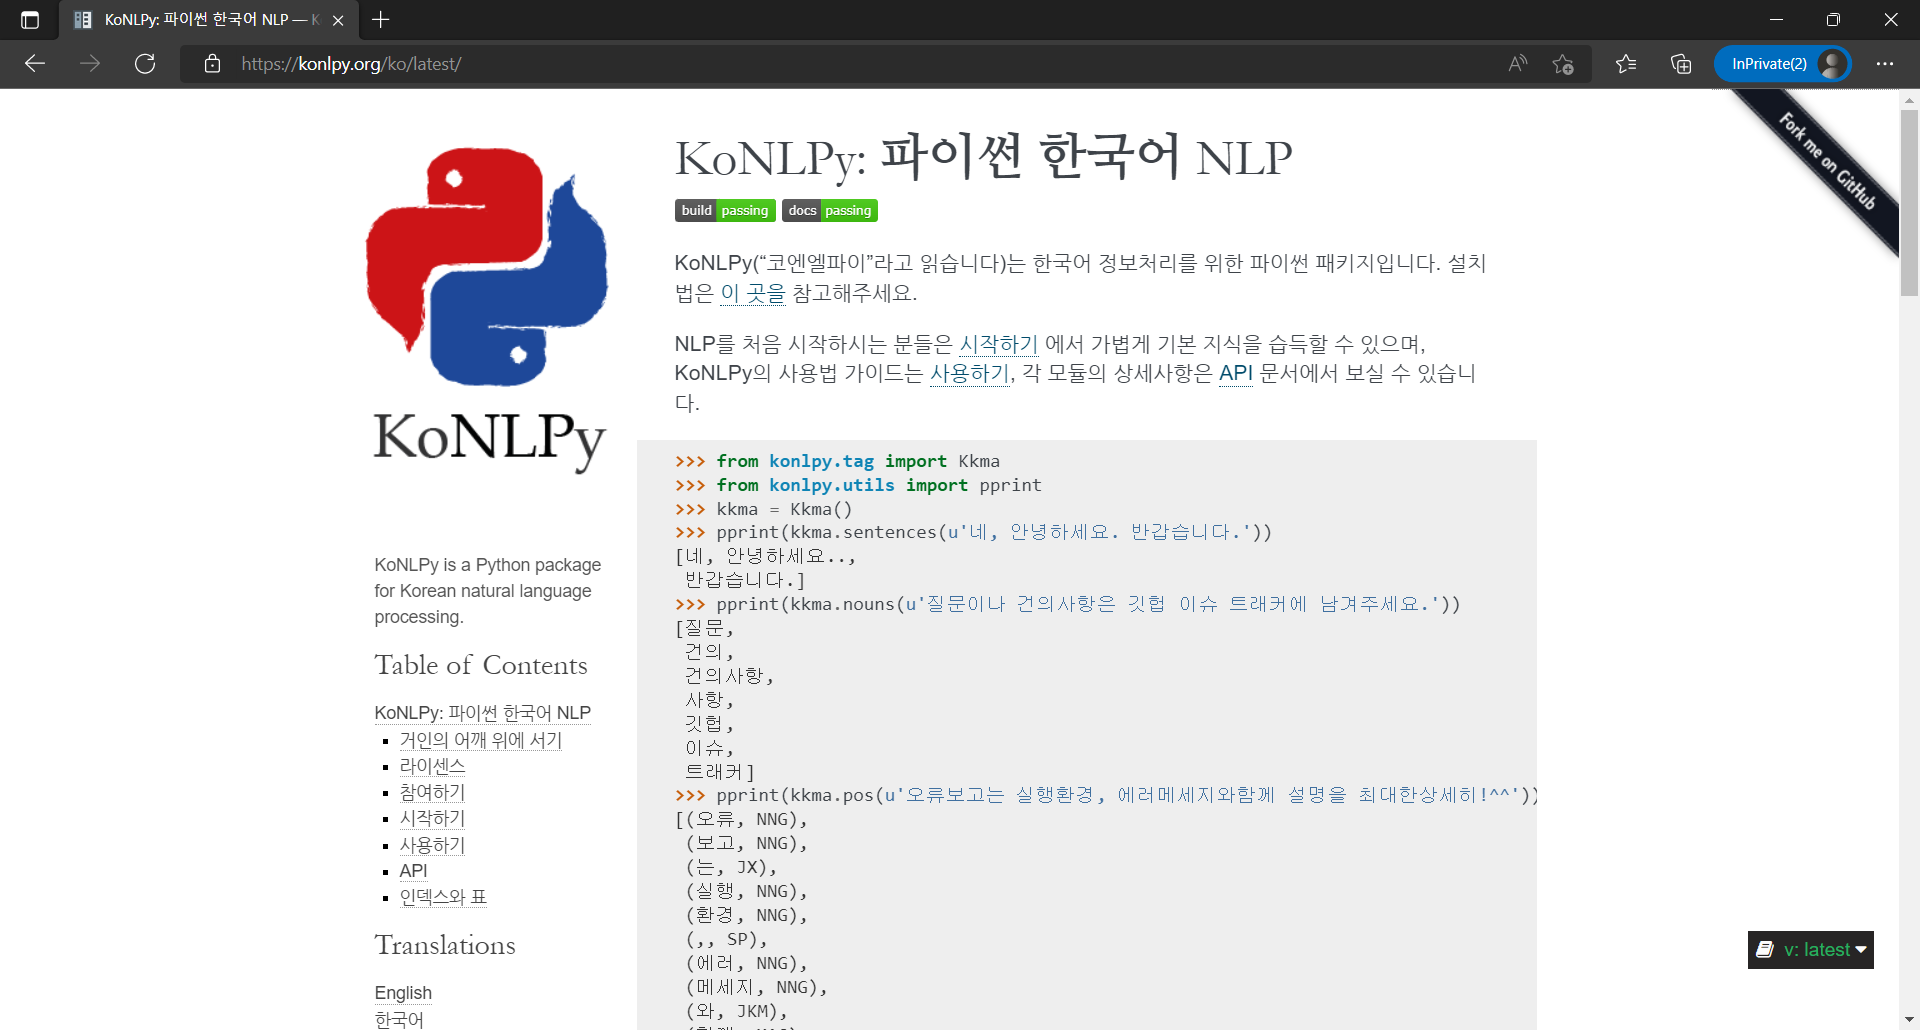 KoNLPy: 파이썬 한국어 NLP — K
https://konlpy.org/ko/latest/
InPrivate(2)
Fork me on GitHub
KoNLPy
KoNLPy is a Python package
for Korean natural language
processing.
Table of Contents
KoNLPy: 파이썬 한국어 NLP
거인의 어깨 위에 서기
라이센스
참여하기
시작하기
사용하기
API
인덱스와 표
Translations
English
한국어
KoNLPy: 파이썬 한국어 NLP
build passing docs passing
KoNLPy(“코엔엘파이”라고 읽습니다)는 한국어 정보처리를 위한 파이썬 패키지입니다. 설치
법은 이 곳을 참고해주세요.
NLP를 처음 시작하시는 분들은 시작하기 에서 가볍게 기본 지식을 습득할 수 있으며,
KoNLPy의 사용법 가이드는 사용하기, 각 모듈의 상세사항은 API 문서에서 보실 수 있습니
다.
>>> from konlpy.tag import Kkma
>>> from konlpy.utils import pprint
>>> kkma = Kkma()
>>> pprint(kkma.sentences(u'네, 안녕하세요. 반갑습니다.'))
[네, 안녕하세요..,
반갑습니다.]
>>> pprint(kkma.nouns(u'질문이나 건의사항은 깃헙 이슈 트래커에 남겨주세요.'))
[질문,
건의,
건의사항,
사항,
깃헙,
이슈,
트래커]
>>> pprint(kkma.pos(u'오류보고는 실행환경, 에러메세지와함께 설명을 최대한상세히!^^'))
[(오류, NNG),
(보고, NNG),
(는, JX),
(실행, NNG),
(환경, NNG),
(,, SP),
(에러, NNG),
(메세지, NNG),
(와, JKM),
v: latest